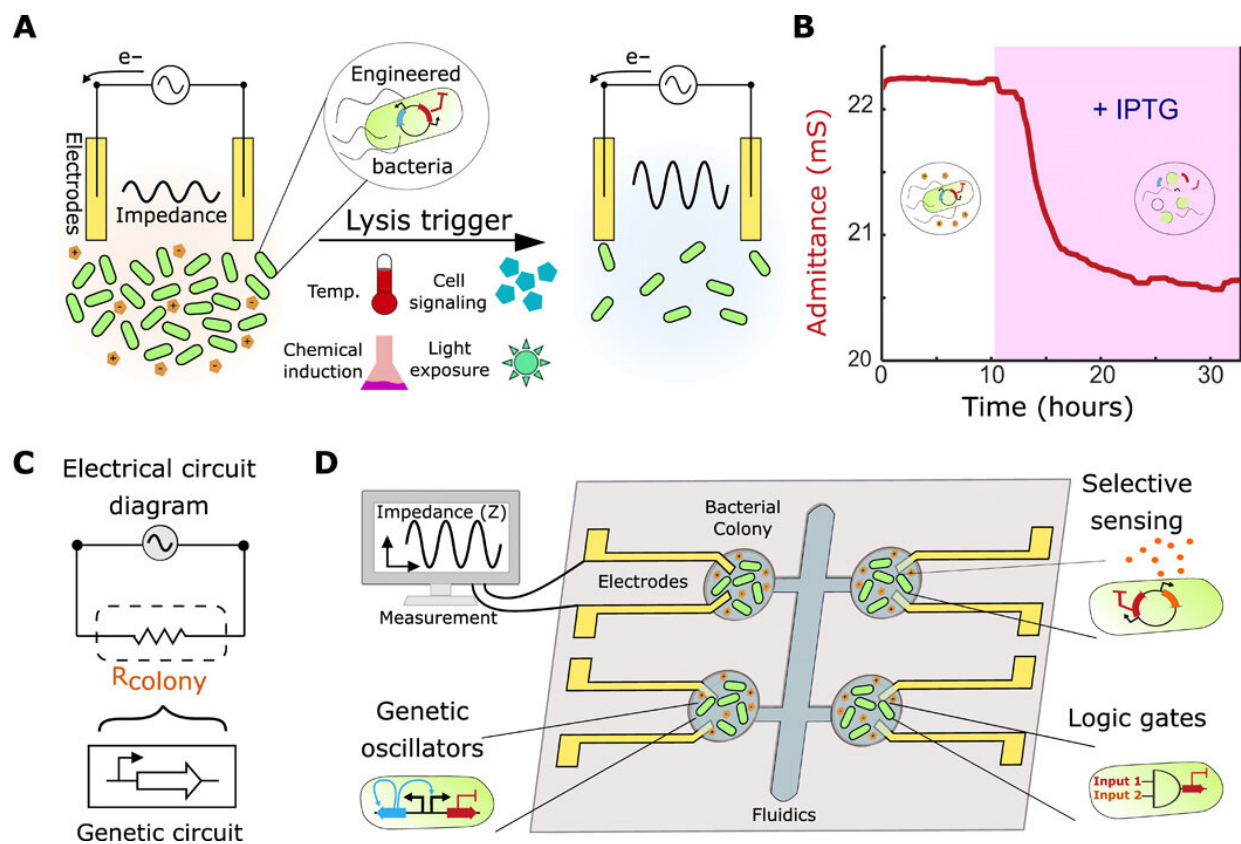 A
e−
Engineered
bacteria
Electrodes
Impedance
+
-
-
+
-
-
+
-
Lysis trigger
Temp.
Cell
signaling
Chemical
induction
Light
exposure
e−
B
Admittance (mS)
22
21
20
+ IPTG
0
10
20
30
Time (hours)
C
Electrical circuit
diagram
Rcolony
Genetic circuit
D
Impedance (Z)
Measurement
Electrodes
Bacterial
Colony
Selective
sensing
Genetic
oscillators
Logic gates
Input 1
Input 2
Fluidics